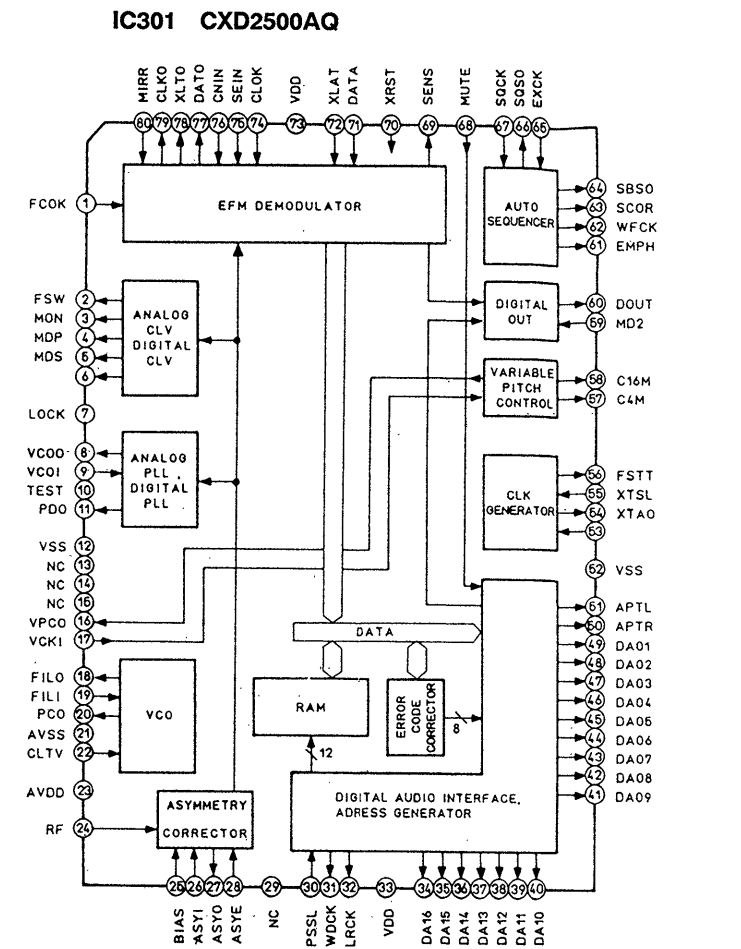 IC301 CXD2500AQ
MIRR
CLKO
XLTO
DATO
CNIN
SEIN
CLOK
VDD
XLAT
DATA
XRST
SENS
MUTE
SQCK
SQSO
EXCK
80 79 78 77 76 75 74 73 72 71 70 69 68 67 66 65
FCOK 1
EFM DEMODULATOR
AUTO
SEQUENCER
64 SBSO
63 SCOR
62 WFCK
61 EMPH
FSW 2
MON 3
MDP 4
MDS 5
6
ANALOG
CLV
DIGITAL
CLV
DIGITAL
OUT
60 DOUT
59 MD2
VARIABLE
PITCH
CONTROL
58 C16M
57 C4M
LOCK 7
VCOO 8
VCOI 9
TEST 10
PDO 11
ANALOG
PLL
DIGITAL
PLL
CLK
GENERATOR
56 FSTT
55 XTSL
54 XTAO
53
VSS 12
NC 13
NC 14
NC 15
VPCO 16
VCKI 17
52 VSS
DATA
FILO 18
FILI 19
PCO 20
AVSS 21
CLTV 22
VCO
RAM
ERROR
CODE
CORRECTOR
8
12
51 APTL
50 APTR
49 DA01
48 DA02
47 DA03
46 DA04
45 DA05
44 DA06
43 DA07
42 DA08
41 DA09
AVDD 23
RF 24
ASYMMETRY
CORRECTOR
DIGITAL AUDIO INTERFACE,
ADRESS GENERATOR
25 26 27 28 29 30 31 32 33 34 35 36 37 38 39 40
BIAS
ASYI
ASYO
ASYE
NC
PSSL
WDCK
LRCK
VDD
DA16
DA15
DA14
DA13
DA12
DA11
DA10